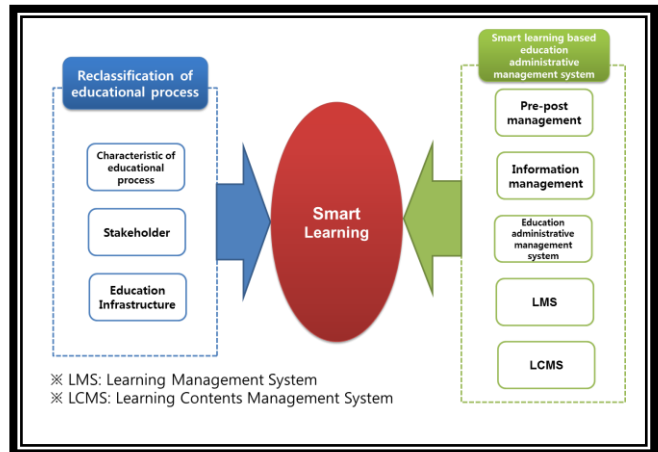 Reclassification of
educational process
Characteristic of
educational
process
Stakeholder
Education
Infrastructure
Smart
Learning
Smart learning based
education
administrative
management system
Pre-post
management
Information
management
Education
administrative
management
system
LMS
LCMS
※ LMS: Learning Management System
※ LCMS: Learning Contents Management System